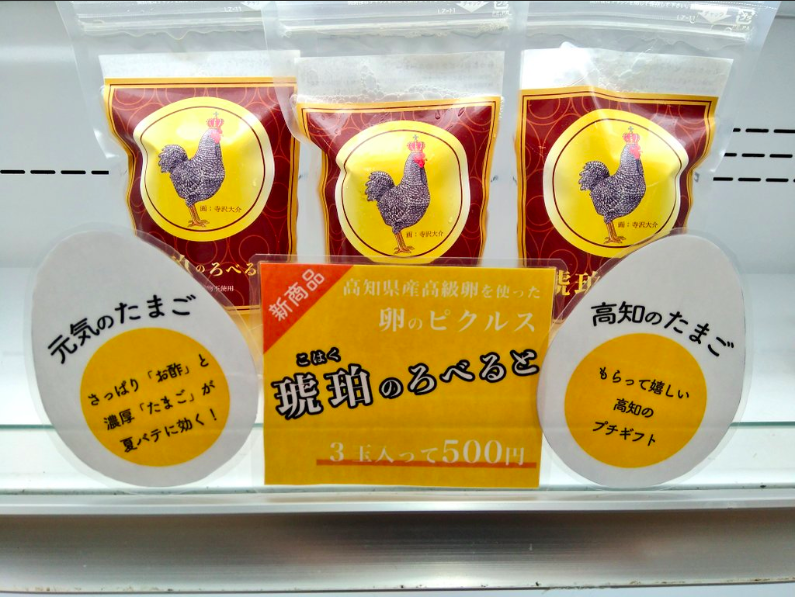 画:寺沢大介
画:寺沢大介
画:寺沢大介
珀のろべる
使用
琥
元気のたまご
さっぱり「お酢」と
濃厚「たまご」が
夏バテに効く!
新商品
高知県産高級卵を使った
卵のピクルス
こはく
琥珀のろべると
3玉入って500円
高知のたまご
もらって嬉しい
高知の
プチギフト